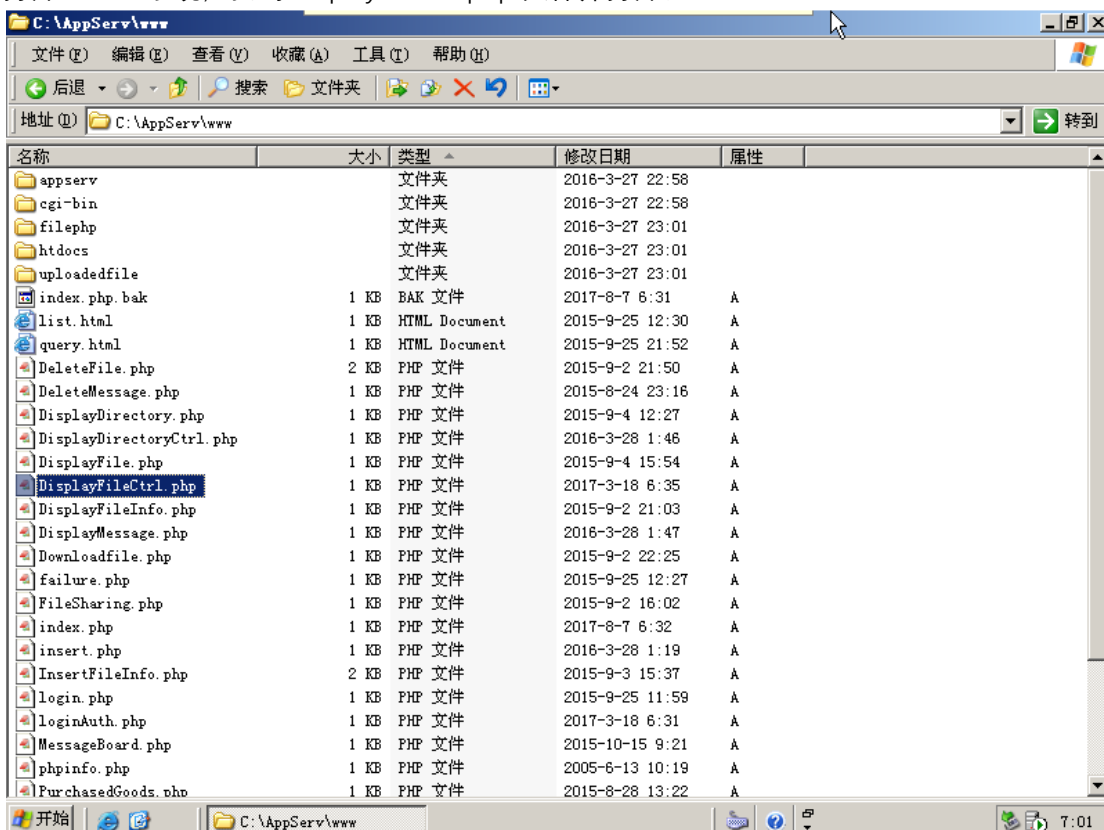 C:\AppServ\www
文件(F) 编辑(E) 查看(V) 收藏(A) 工具(T) 帮助(H)
后退 搜索 文件夹
地址(D) C:\AppServ\www 转到
名称 大小 类型 修改日期 属性
appserv 文件夹 2016-3-27 22:58
cgi-bin 文件夹 2016-3-27 22:58
filephp 文件夹 2016-3-27 23:01
htdocs 文件夹 2016-3-27 23:01
uploadedfile 文件夹 2016-3-27 23:01
index.php.bak 1 KB BAK 文件 2017-8-7 6:31 A
list.html 1 KB HTML Document 2015-9-25 12:30 A
query.html 1 KB HTML Document 2015-9-25 21:52 A
DeleteFile.php 2 KB PHP 文件 2015-9-2 21:50 A
DeleteMessage.php 1 KB PHP 文件 2015-8-24 23:16 A
DisplayDirectory.php 1 KB PHP 文件 2015-9-4 12:27 A
DisplayDirectoryCtrl.php 1 KB PHP 文件 2016-3-28 1:46 A
DisplayFile.php 1 KB PHP 文件 2015-9-4 15:54 A
DisplayFileCtrl.php 1 KB PHP 文件 2017-3-18 6:35 A
DisplayFileInfo.php 1 KB PHP 文件 2015-9-2 21:03 A
DisplayMessage.php 1 KB PHP 文件 2016-3-28 1:47 A
Downloadfile.php 1 KB PHP 文件 2015-9-2 22:25 A
failure.php 1 KB PHP 文件 2015-9-25 12:27 A
FileSharing.php 1 KB PHP 文件 2015-9-2 16:02 A
index.php 1 KB PHP 文件 2017-8-7 6:32 A
insert.php 1 KB PHP 文件 2016-3-28 1:19 A
InsertFileInfo.php 2 KB PHP 文件 2015-9-3 15:37 A
login.php 1 KB PHP 文件 2015-9-25 11:59 A
loginAuth.php 1 KB PHP 文件 2017-3-18 6:31 A
MessageBoard.php 1 KB PHP 文件 2015-10-15 9:21 A
phpinfo.php 1 KB PHP 文件 2005-6-13 10:19 A
PurchasedGoods.php 1 KB PHP 文件 2015-8-28 13:22 A
开始 C:\AppServ\www 7:01